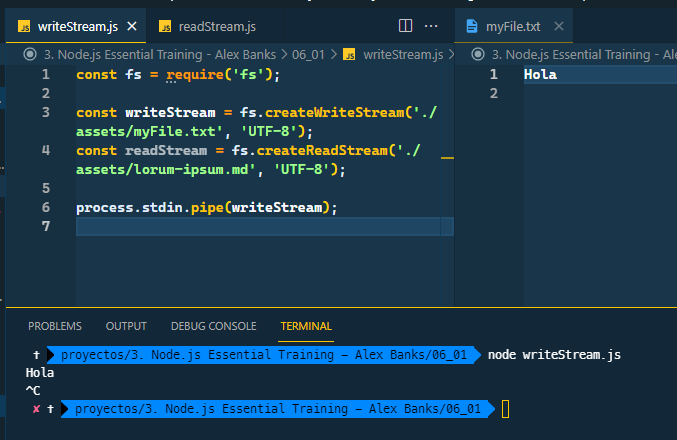 writeStream.js
readStream.js
myFile.txt
3. Node.js Essential Training - Alex Banks > 06_01 > writeStream.js >
3. Node.js Essential Training - Alex Banks >
1 const fs = require('fs');
2
3 const writeStream = fs.createWriteStream('./
assets/myFile.txt', 'UTF-8');
4 const readStream = fs.createReadStream('./
assets/lorum-ipsum.md', 'UTF-8');
5
6 process.stdin.pipe(writeStream);
7
1 Hola
2
PROBLEMS OUTPUT DEBUG CONSOLE TERMINAL
proyectos/3. Node.js Essential Training - Alex Banks/06_01 node writeStream.js
Hola
^C
✘ proyectos/3. Node.js Essential Training - Alex Banks/06_01